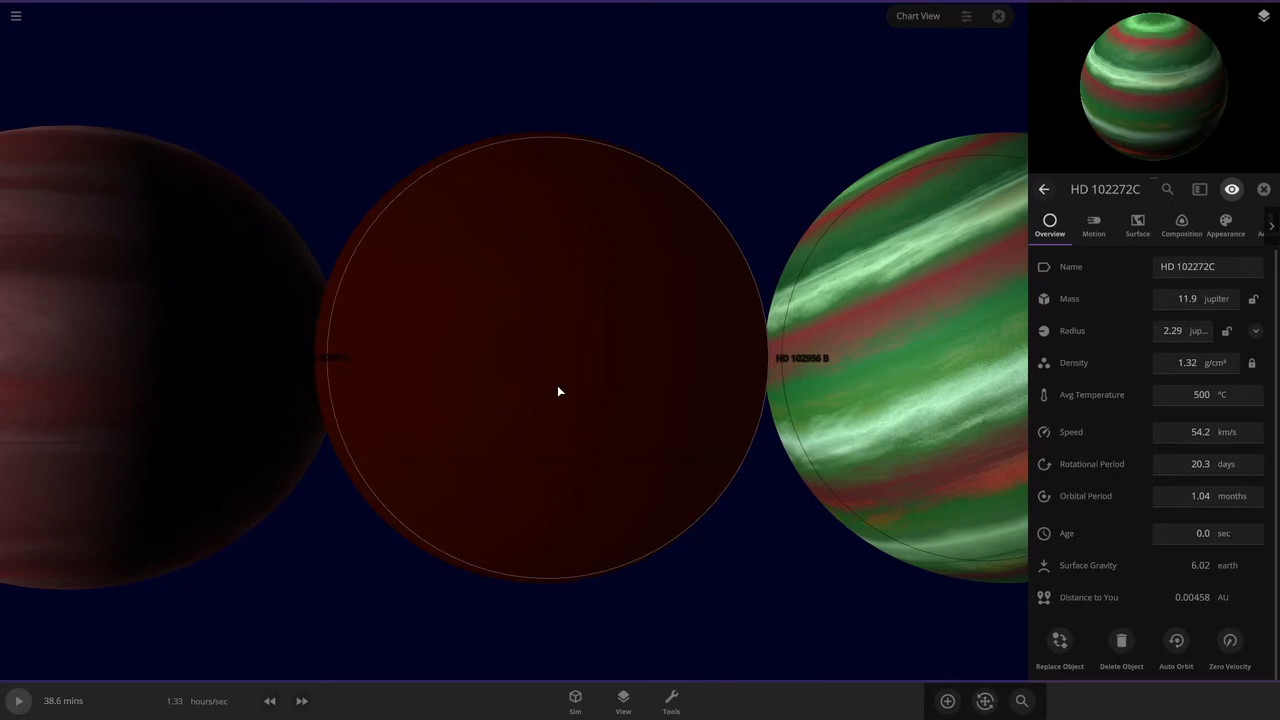 Chart View
HD 102272C
Overview Motion Surface Composition Appearance
Name HD 102272C
Mass 11.9 jupiter
Radius 2.29 jup...
Density 1.32 g/cm³
Avg Temperature 500 °C
Speed 54.2 km/s
Rotational Period 20.3 days
Orbital Period 1.04 months
Age 0.0 sec
Surface Gravity 6.02 earth
Distance to You 0.00458 AU
Replace Object Delete Object Auto Orbit Zero Velocity
HD 102956 B
38.6 mins 1.33 hours/sec
Sim View Tools